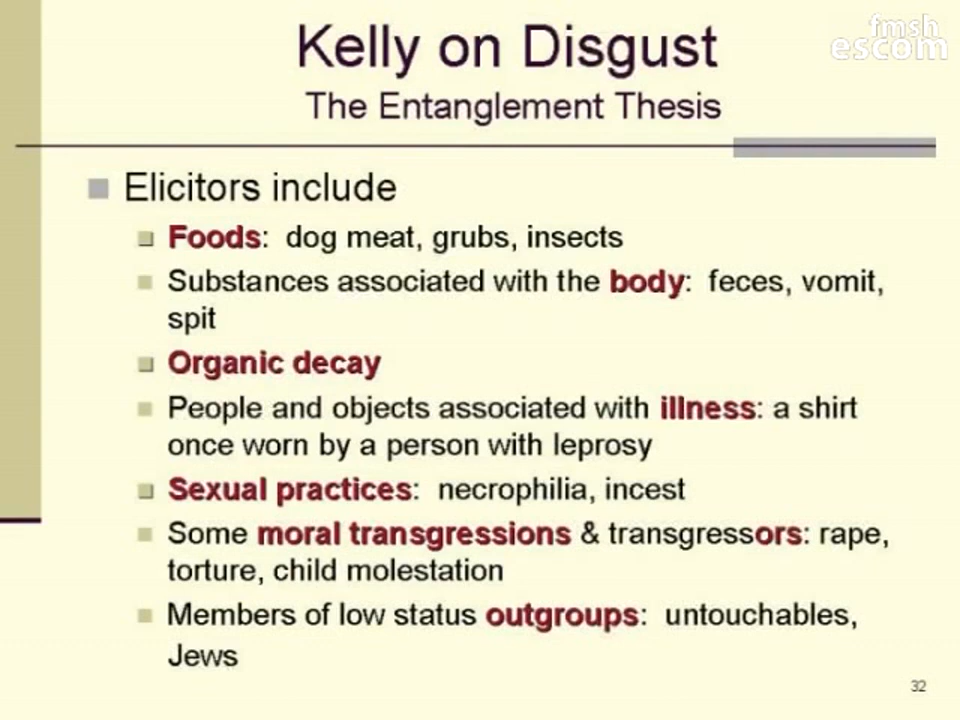 fmsh
escom
Kelly on Disgust
The Entanglement Thesis
Elicitors include
Foods: dog meat, grubs, insects
Substances associated with the body: feces, vomit,
spit
Organic decay
People and objects associated with illness: a shirt
once worn by a person with leprosy
Sexual practices: necrophilia, incest
Some moral transgressions & transgressors: rape,
torture, child molestation
Members of low status outgroups: untouchables,
Jews
32